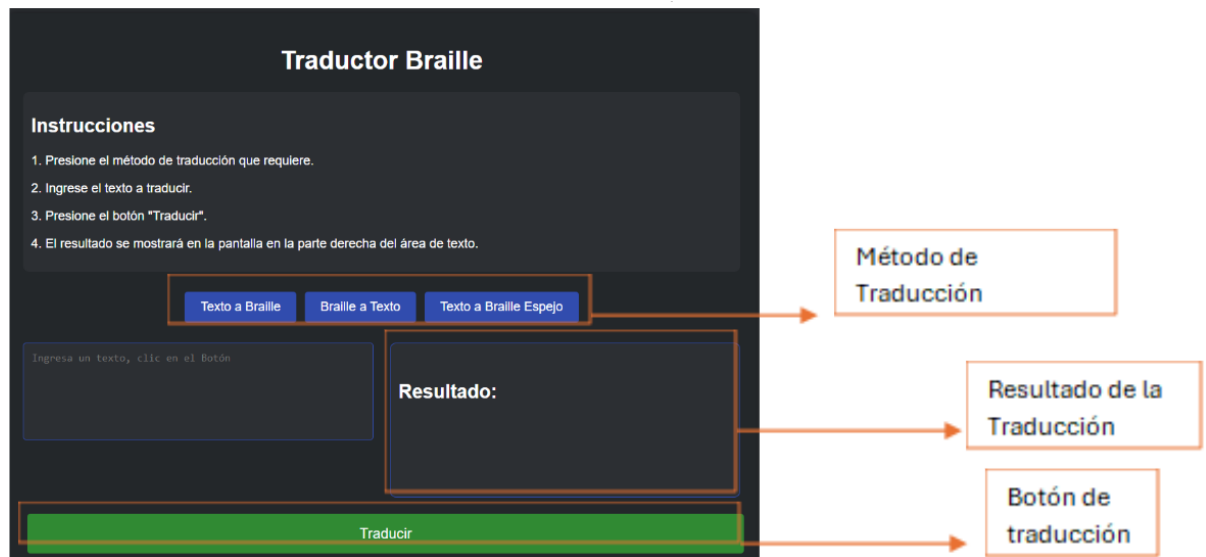 Traductor Braille
Instrucciones
1. Presione el método de traducción que requiere.
2. Ingrese el texto a traducir.
3. Presione el botón "Traducir".
4. El resultado se mostrará en la pantalla en la parte derecha del área de texto.
Texto a Braille
Braille a Texto
Texto a Braille Espejo
Ingresa un texto, clic en el Botón
Resultado:
Traducir
Método de
Traducción
Resultado de la
Traducción
Botón de
traducción